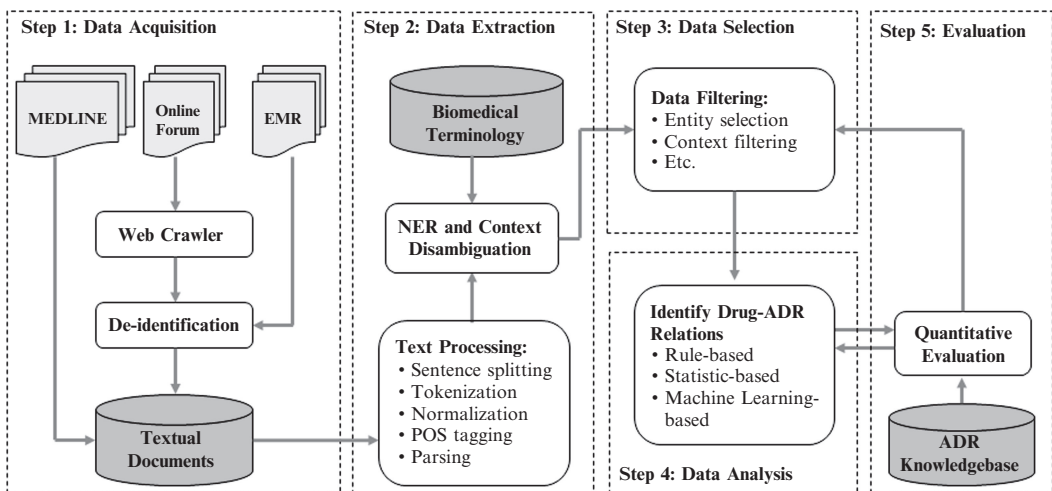 Step 1: Data Acquisition
MEDLINE
Online
Forum
EMR
Web Crawler
De-identification
Textual
Documents
Step 2: Data Extraction
Biomedical
Terminology
NER and Context
Disambiguation
Text Processing:
• Sentence splitting
• Tokenization
• Normalization
• POS tagging
• Parsing
Step 3: Data Selection
Data Filtering:
• Entity selection
• Context filtering
• Etc.
Identify Drug-ADR
Relations
• Rule-based
• Statistic-based
• Machine Learning-
based
Step 4: Data Analysis
Step 5: Evaluation
Quantitative
Evaluation
ADR
Knowledgebase